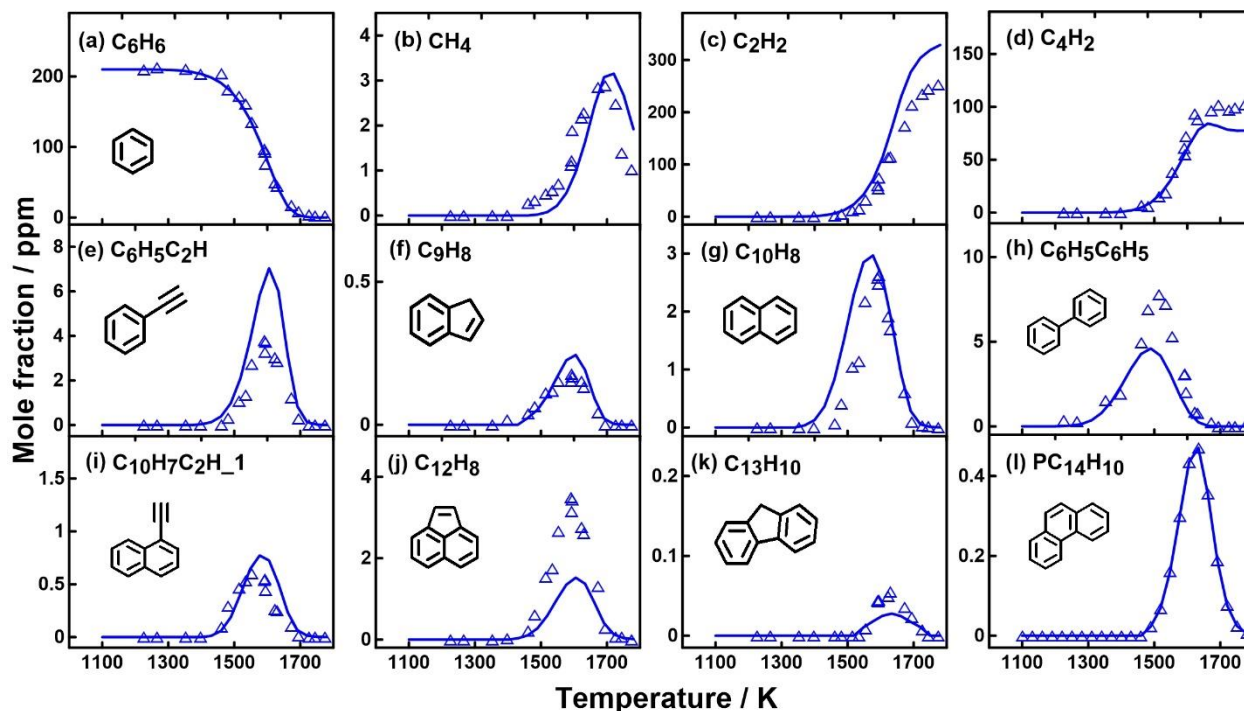 Mole fraction / ppm
(a) C6H6
200
100
0
(b) CH4
4
3
2
1
0
(c) C2H2
300
200
100
0
(d) C4H2
150
100
50
0
(e) C6H5C2H
8
6
4
2
0
(f) C9H8
0.5
0.0
(g) C10H8
3
2
1
0
(h) C6H5C6H5
10
5
0
(i) C10H7C2H_1
1.5
1.0
0.5
0
1100 1300 1500 1700
(j) C12H8
4
2
0
1100 1300 1500 1700
(k) C13H10
0.2
0.1
0
1100 1300 1500 1700
(l) PC14H10
0.4
0.2
0
1100 1300 1500 1700
Temperature / K